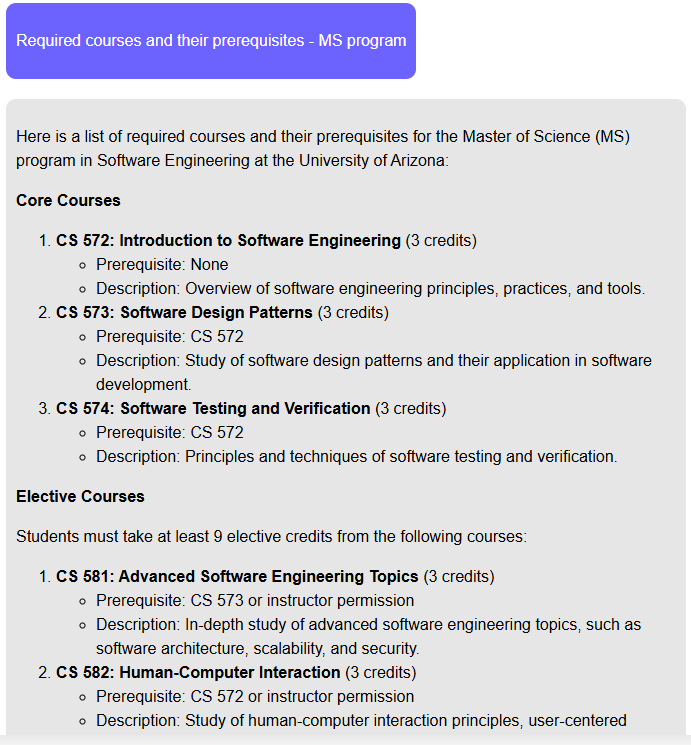 Required courses and their prerequisites - MS program
Here is a list of required courses and their prerequisites for the Master of Science (MS)
program in Software Engineering at the University of Arizona:
Core Courses
1. CS 572: Introduction to Software Engineering (3 credits)
◦ Prerequisite: None
◦ Description: Overview of software engineering principles, practices, and tools.
2. CS 573: Software Design Patterns (3 credits)
◦ Prerequisite: CS 572
◦ Description: Study of software design patterns and their application in software
development.
3. CS 574: Software Testing and Verification (3 credits)
◦ Prerequisite: CS 572
◦ Description: Principles and techniques of software testing and verification.
Elective Courses
Students must take at least 9 elective credits from the following courses:
1. CS 581: Advanced Software Engineering Topics (3 credits)
◦ Prerequisite: CS 573 or instructor permission
◦ Description: In-depth study of advanced software engineering topics, such as
software architecture, scalability, and security.
2. CS 582: Human-Computer Interaction (3 credits)
◦ Prerequisite: CS 572 or instructor permission
◦ Description: Study of human-computer interaction principles, user-centered